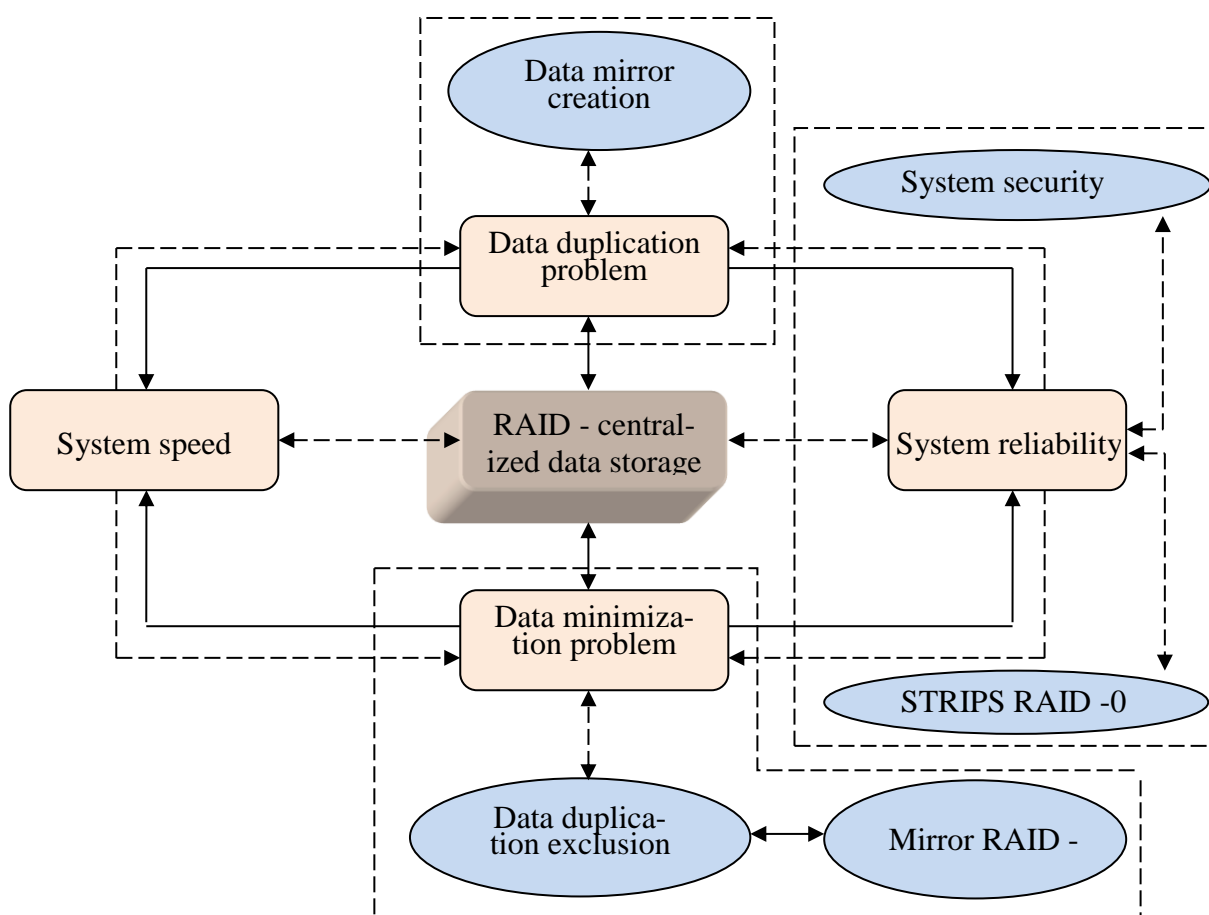 Data mirror
creation
System security
Data duplication
problem
System speed
RAID - central-
ized data storage
System reliability
Data minimiza-
tion problem
STRIPS RAID -0
Data duplica-
tion exclusion
Mirror RAID -